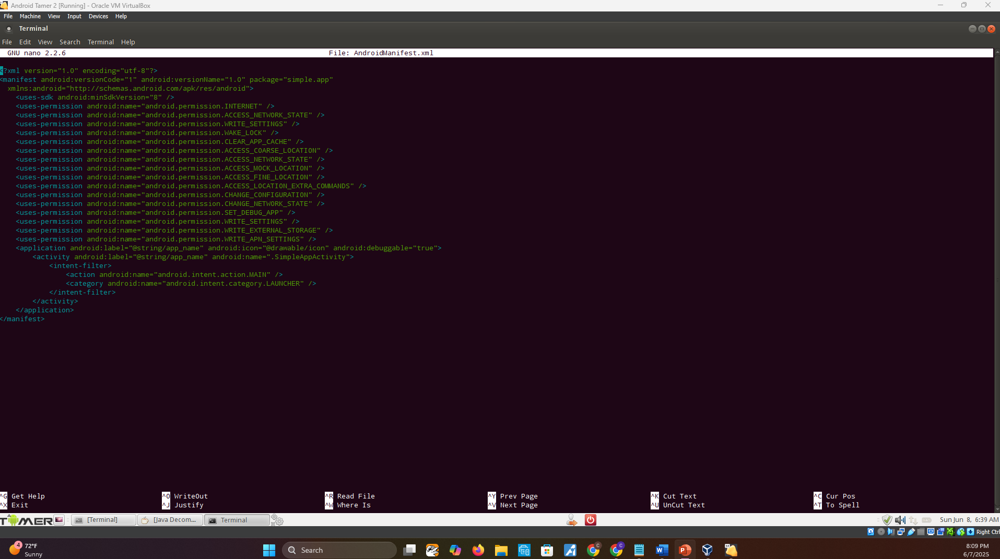 Android Tamer 2 [Running] - Oracle VM VirtualBox
File Machine View Input Devices Help
Terminal
File Edit View Search Terminal Help
GNU nano 2.2.6 File: AndroidManifest.xml
<?xml version="1.0" encoding="utf-8"?>
<manifest android:versionCode="1" android:versionName="1.0" package="simple.app"
xmlns:android="http://schemas.android.com/apk/res/android">
<uses-sdk android:minSdkVersion="8" />
<uses-permission android:name="android.permission.INTERNET" />
<uses-permission android:name="android.permission.ACCESS_NETWORK_STATE" />
<uses-permission android:name="android.permission.WRITE_SETTINGS" />
<uses-permission android:name="android.permission.WAKE_LOCK" />
<uses-permission android:name="android.permission.CLEAR_APP_CACHE" />
<uses-permission android:name="android.permission.ACCESS_COARSE_LOCATION" />
<uses-permission android:name="android.permission.ACCESS_NETWORK_STATE" />
<uses-permission android:name="android.permission.ACCESS_MOCK_LOCATION" />
<uses-permission android:name="android.permission.ACCESS_FINE_LOCATION" />
<uses-permission android:name="android.permission.ACCESS_LOCATION_EXTRA_COMMANDS" />
<uses-permission android:name="android.permission.CHANGE_CONFIGURATION" />
<uses-permission android:name="android.permission.CHANGE_NETWORK_STATE" />
<uses-permission android:name="android.permission.SET_DEBUG_APP" />
<uses-permission android:name="android.permission.WRITE_SETTINGS" />
<uses-permission android:name="android.permission.WRITE_EXTERNAL_STORAGE" />
<uses-permission android:name="android.permission.WRITE_APN_SETTINGS" />
<application android:label="@string/app_name" android:icon="@drawable/icon" android:debuggable="true">
<activity android:label="@string/app_name" android:name=".SimpleAppActivity">
<intent-filter>
<action android:name="android.intent.action.MAIN" />
<category android:name="android.intent.category.LAUNCHER" />
</intent-filter>
</activity>
</application>
</manifest>
^G Get Help ^O WriteOut ^R Read File ^Y Prev Page ^K Cut Text ^C Cur Pos
^X Exit ^J Justify ^W Where Is ^V Next Page ^U UnCut Text ^T To Spell
TAMER [Terminal] [Java Decom... Terminal Sun Jun 8, 6:39 AM
Right Ctrl
4 72°F
Sunny
Search
8:09 PM
6/7/2025